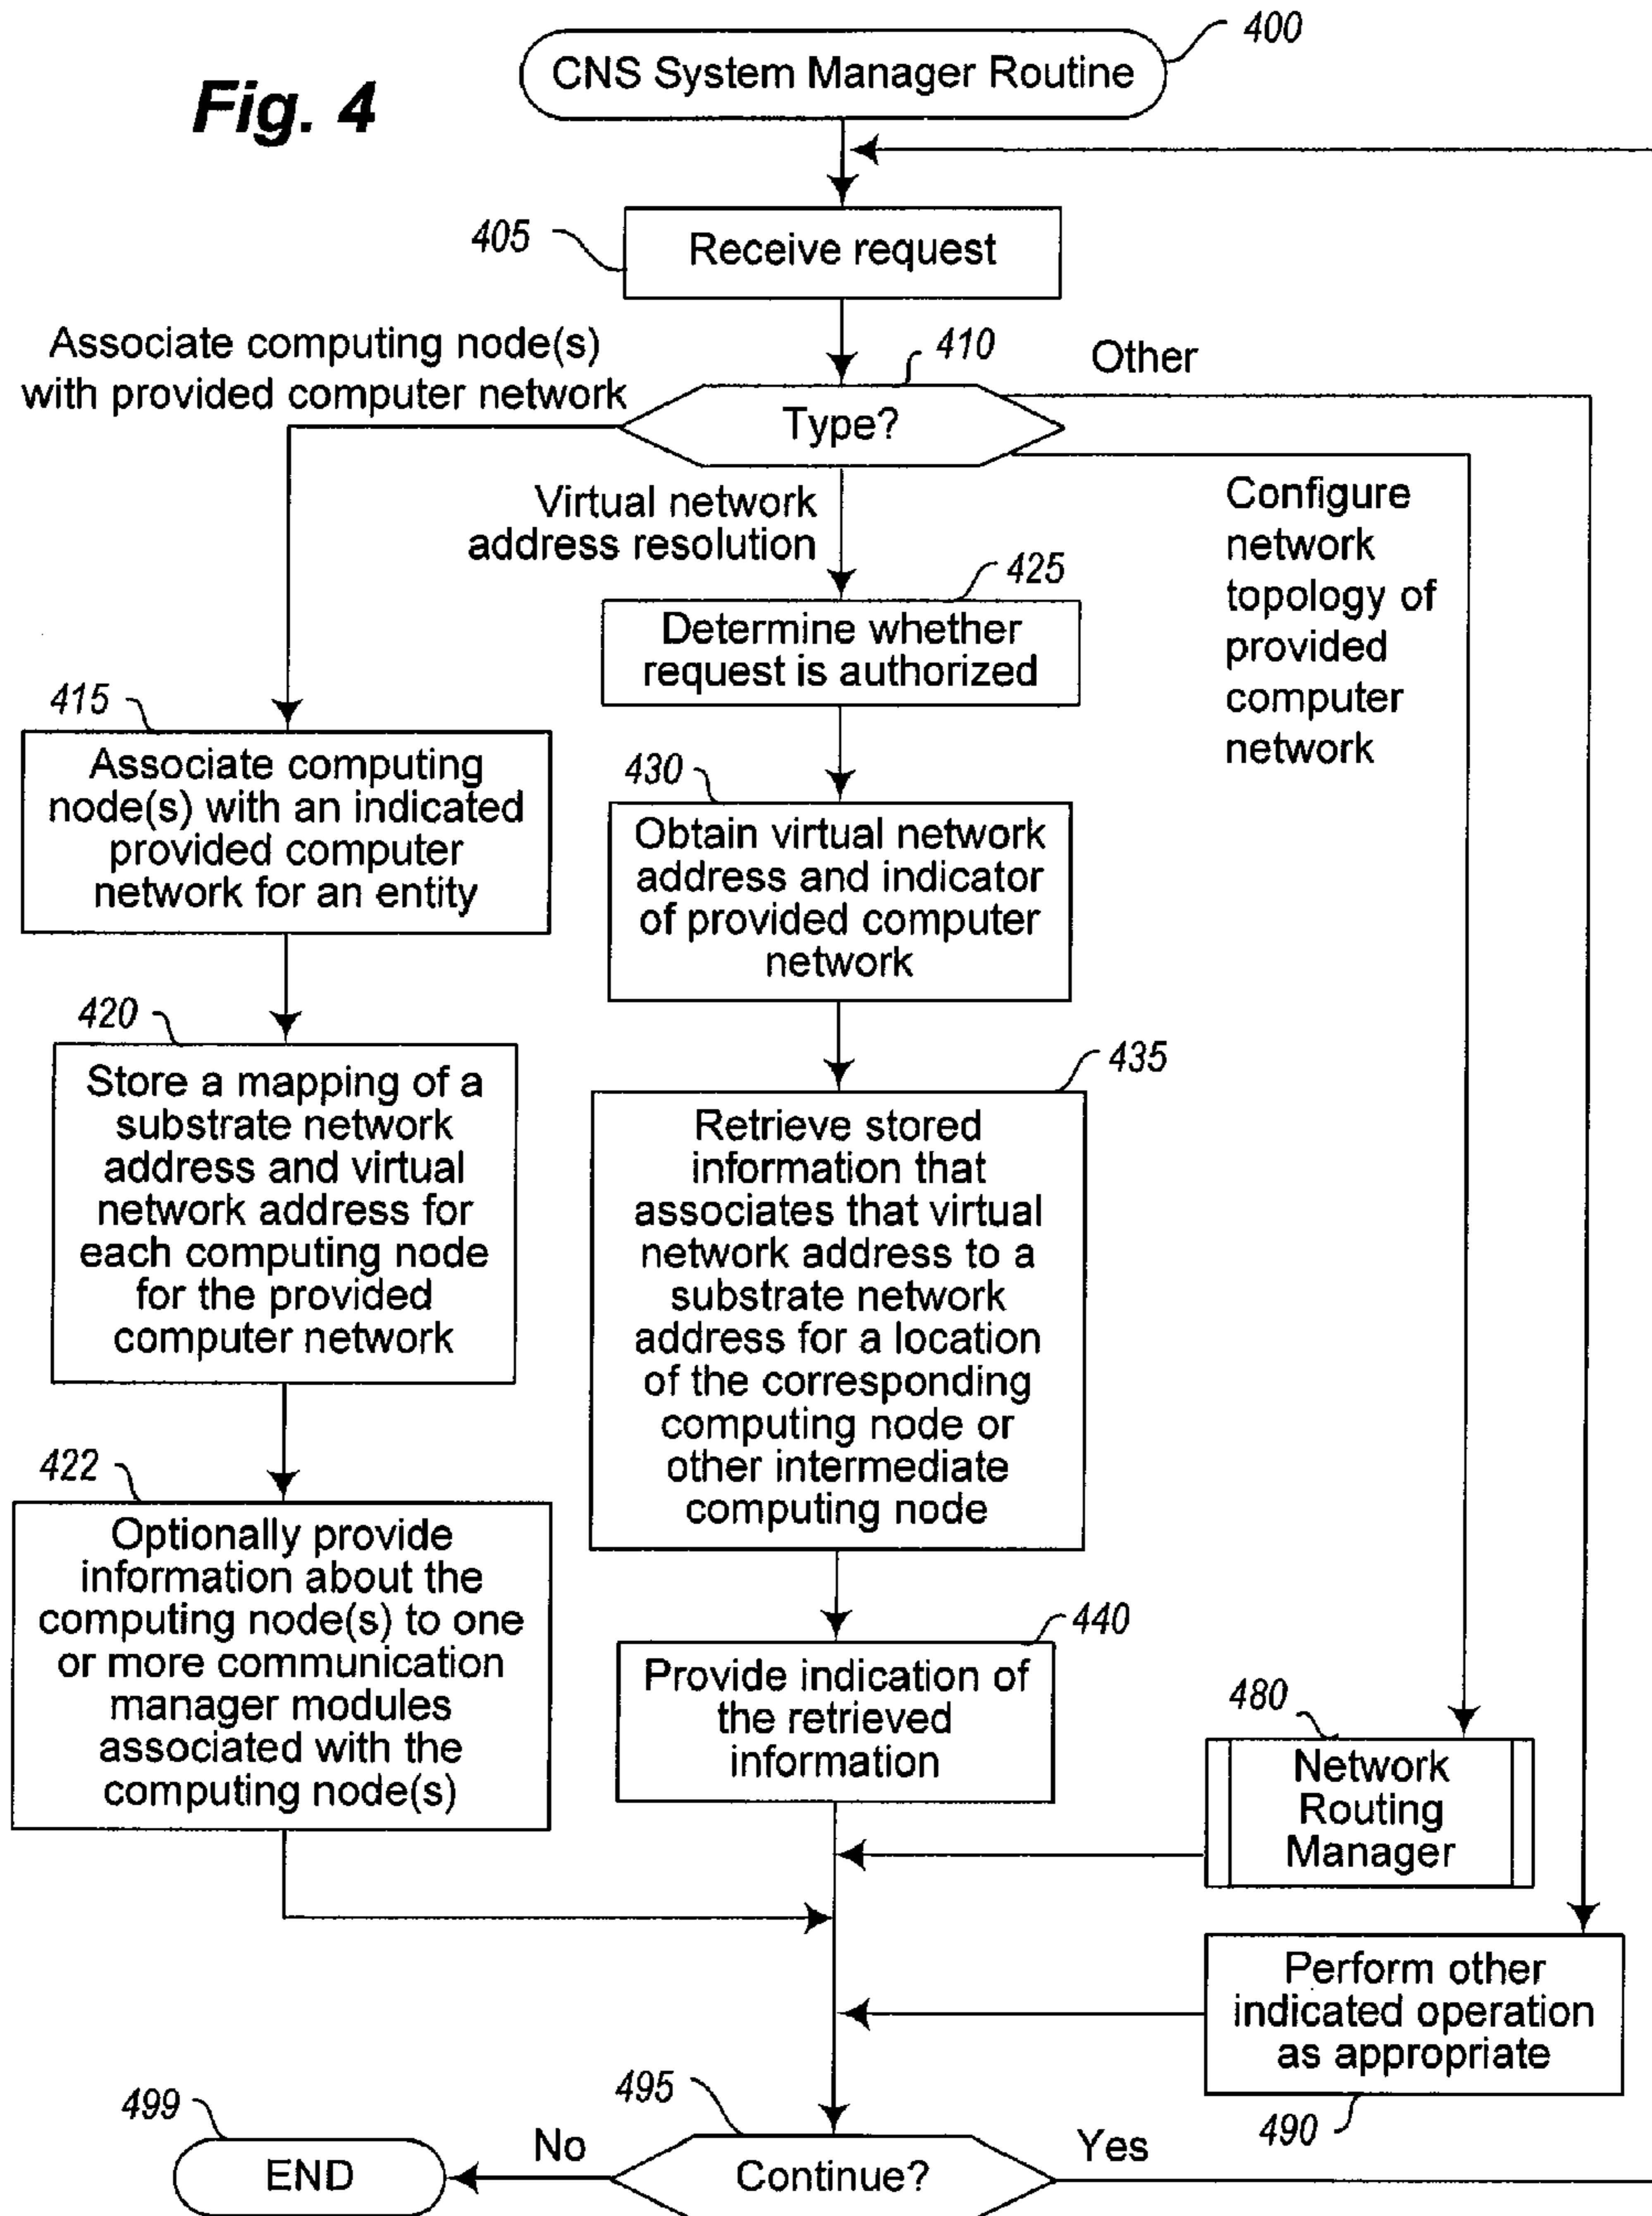 Fig. 4
CNS System Manager Routine
400
405
Receive request
Associate computing node(s)
with provided computer network
410
Other
Type?
Virtual network
address resolution
Configure
network
topology of
provided
computer
network
425
Determine whether
request is authorized
415
Associate computing
node(s) with an indicated
provided computer
network for an entity
430
Obtain virtual network
address and indicator
of provided computer
network
420
Store a mapping of a
substrate network
address and virtual
network address for
each computing node
for the provided
computer network
435
Retrieve stored
information that
associates that virtual
network address to a
substrate network
address for a location
of the corresponding
computing node or
other intermediate
computing node
422
Optionally provide
information about the
computing node(s) to one
or more communication
manager modules
associated with the
computing node(s)
440
Provide indication of
the retrieved
information
480
Network
Routing
Manager
Perform other
indicated operation
as appropriate
490
495
Continue?
Yes
No
499
END